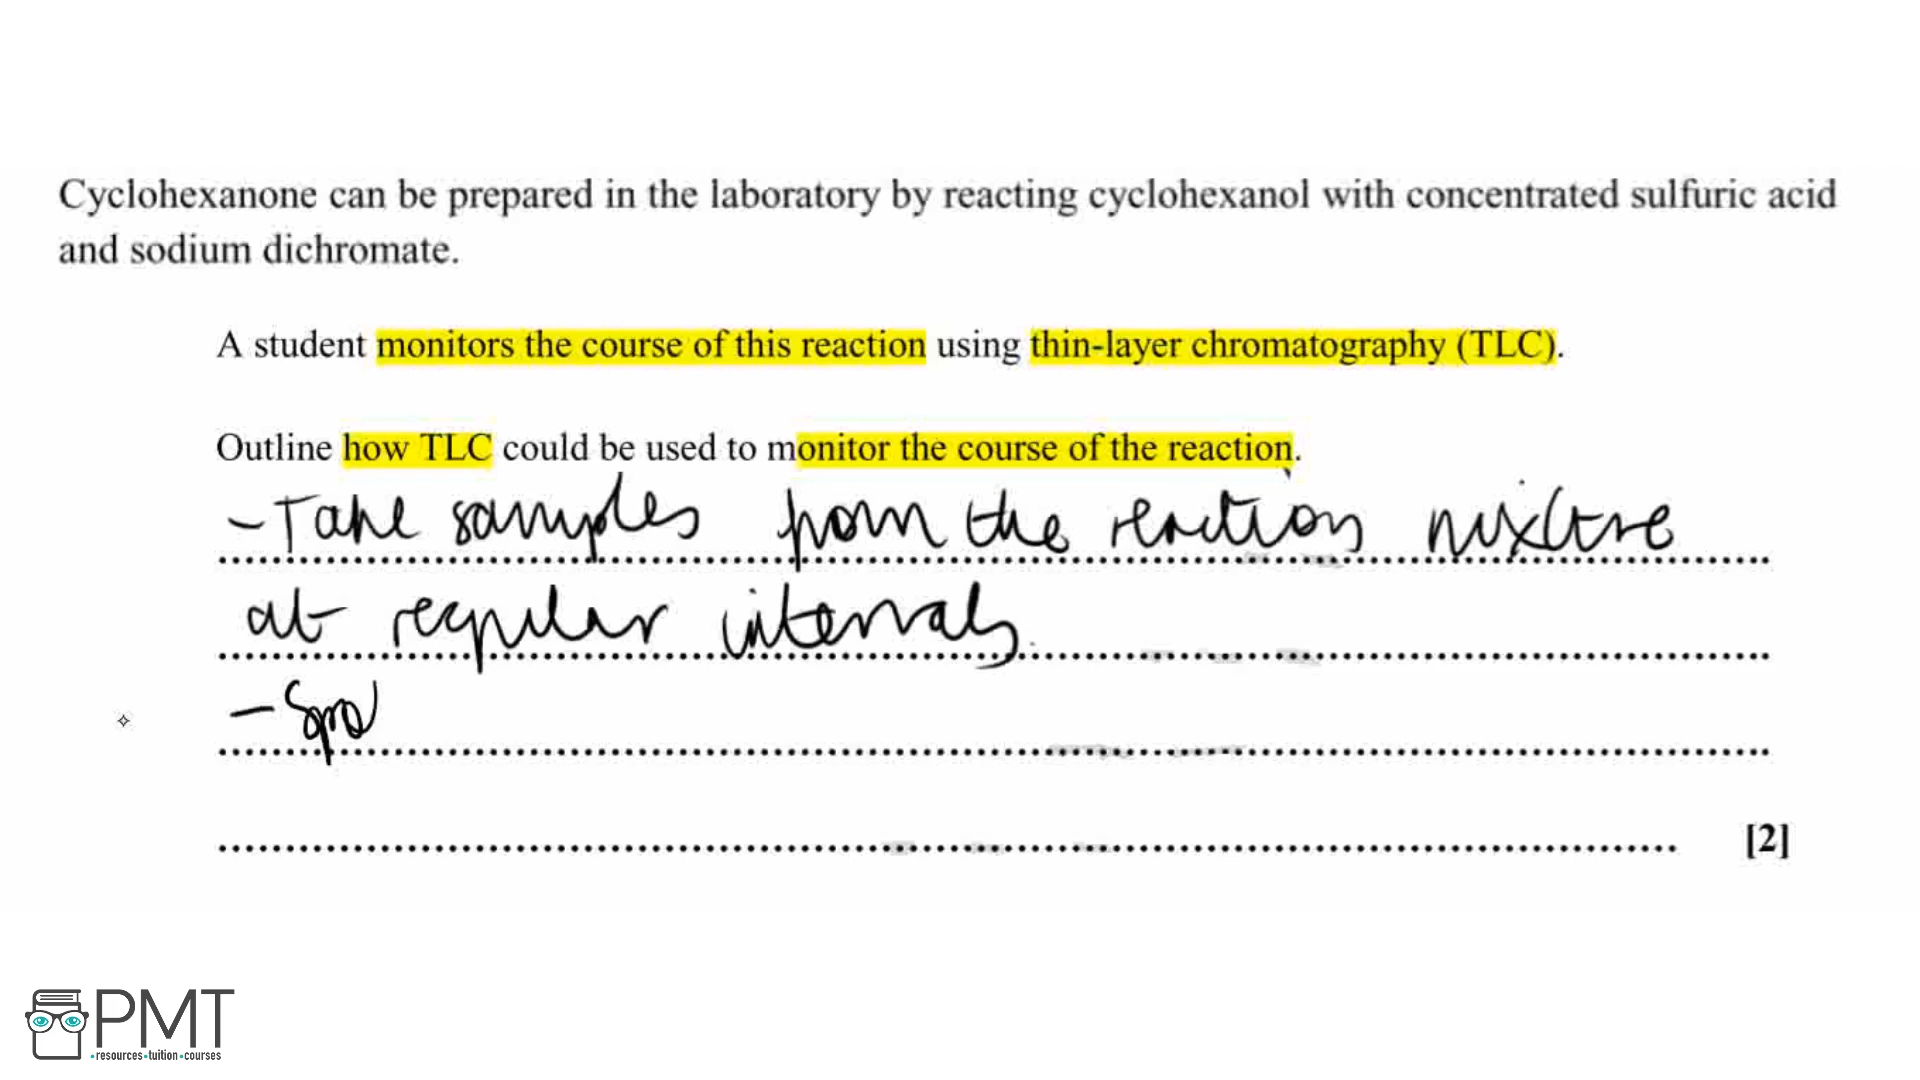 Cyclohexanone can be prepared in the laboratory by reacting cyclohexanol with concentrated sulfuric acid
and sodium dichromate.
A student monitors the course of this reaction using thin-layer chromatography (TLC).
Outline how TLC could be used to monitor the course of the reaction.
- Take samples from the reaction mixture
at regular intervals.
-
[2]
PMT
•resources•tuition•courses